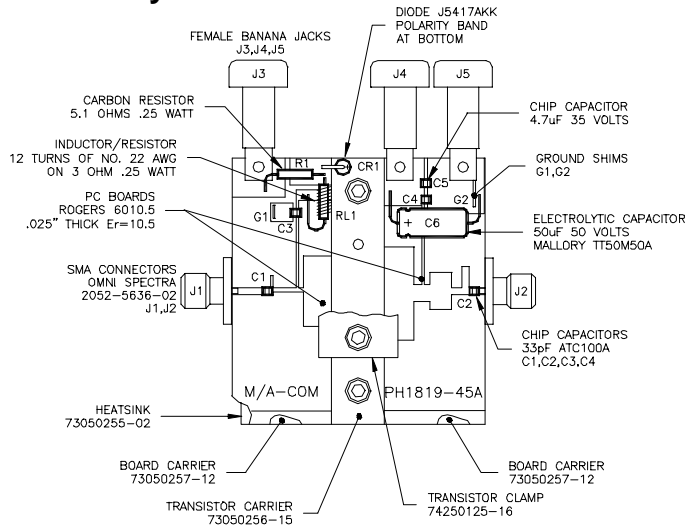 DIODE J5417AKK
POLARITY BAND
AT BOTTOM
FEMALE BANANA JACKS
J3,J4,J5
J3
J4
J5
CARBON RESISTOR
5.1 OHMS .25 WATT
CHIP CAPACITOR
4.7uF 35 VOLTS
INDUCTOR/RESISTOR
12 TURNS OF NO. 22 AWG
ON 3 OHM .25 WATT
R1
CR1
GROUND SHIMS
G1,G2
C5
C4
G2
PC BOARDS
ROGERS 6010.5
.025" THICK Er=10.5
G1
C3
RL1
+ C6
ELECTROLYTIC CAPACITOR
50uF 50 VOLTS
MALLORY TT50M50A
SMA CONNECTORS
OMNI SPECTRA
2052-5636-02
J1,J2
J1
C1
C2
J2
CHIP CAPACITORS
33pF ATC100A
C1,C2,C3,C4
M/A-COM
PH1819-45A
HEATSINK
73050255-02
BOARD CARRIER
73050257-12
BOARD CARRIER
73050257-12
TRANSISTOR CARRIER
73050256-15
TRANSISTOR CLAMP
74250125-16